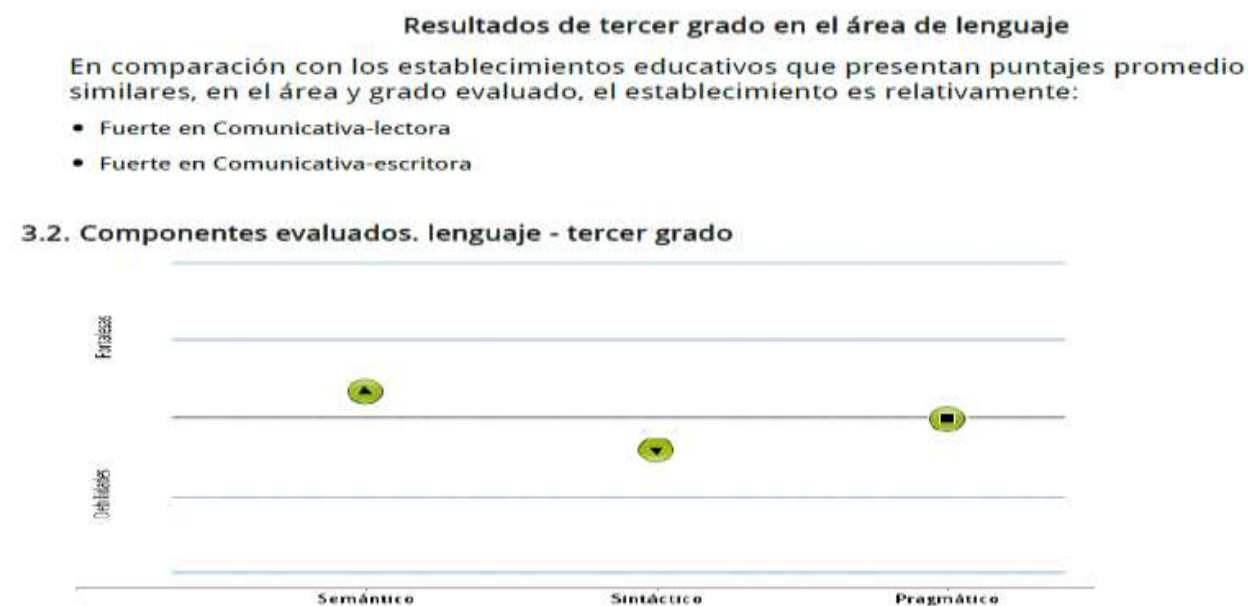 Resultados de tercer grado en el área de lenguaje
En comparación con los establecimientos educativos que presentan puntajes promedio
similares, en el área y grado evaluado, el establecimiento es relativamente:
• Fuerte en Comunicativa-lectora
• Fuerte en Comunicativa-escritora
3.2. Componentes evaluados. lenguaje - tercer grado
Fortalezas
Debilidades
Semántico Sintáctico Pragmático